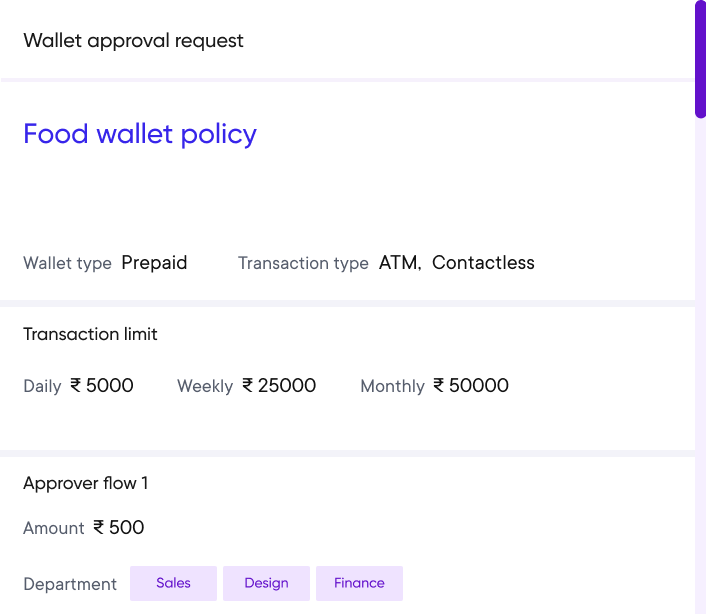 Wallet approval request
Food wallet policy
Wallet type Prepaid Transaction type ATM, Contactless
Transaction limit
Daily ₹ 5000 Weekly ₹ 25000 Monthly ₹ 50000
Approver flow 1
Amount ₹ 500
Department Sales Design Finance